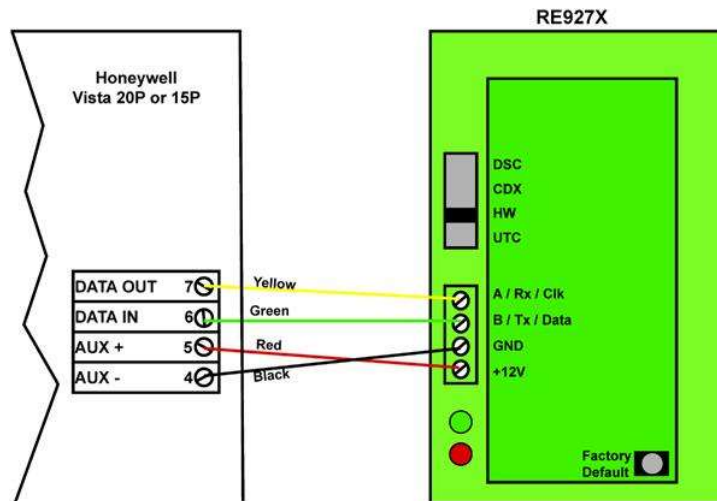 RE927X
Honeywell
Vista 20P or 15P
DSC
CDX
HW
UTC
DATA OUT 7
DATA IN 6
AUX + 5
AUX - 4
Yellow
Green
Red
Black
A / Rx / Clk
B / Tx / Data
GND
+12V
Factory
Default